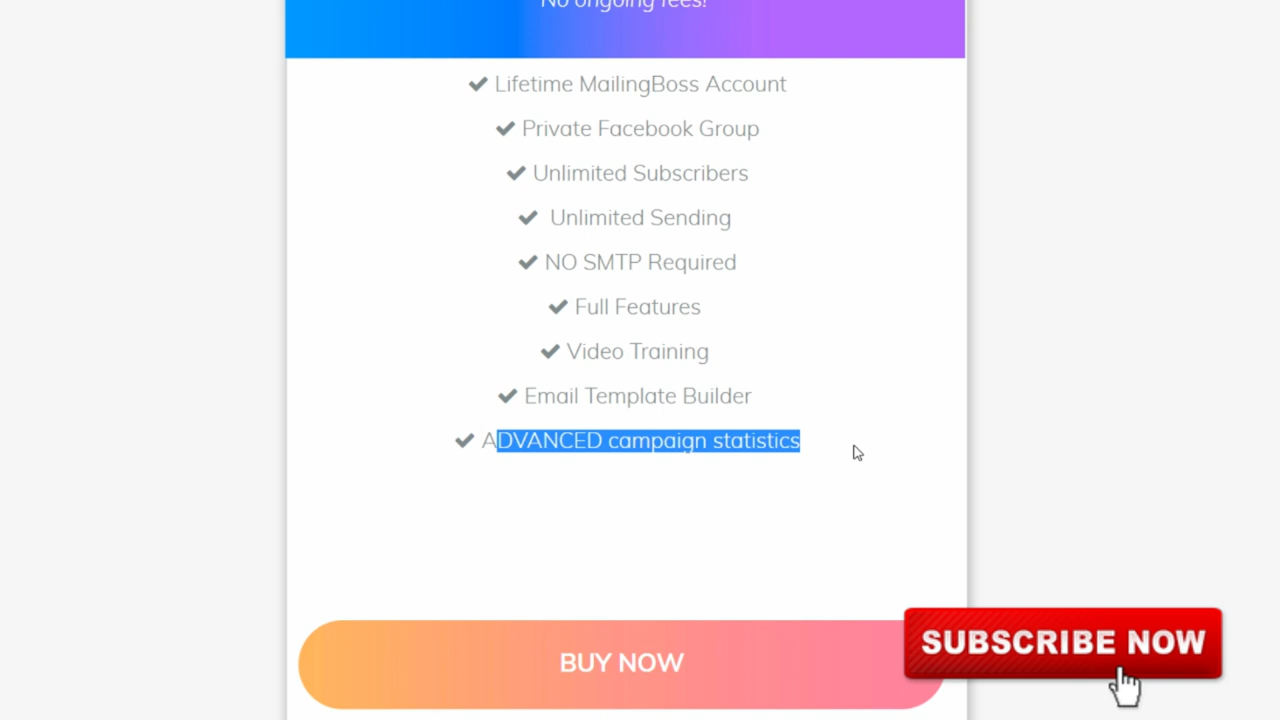 No ongoing fees!
Lifetime MailingBoss Account
Private Facebook Group
Unlimited Subscribers
Unlimited Sending
NO SMTP Required
Full Features
Video Training
Email Template Builder
ADVANCED campaign statistics
BUY NOW
SUBSCRIBE NOW